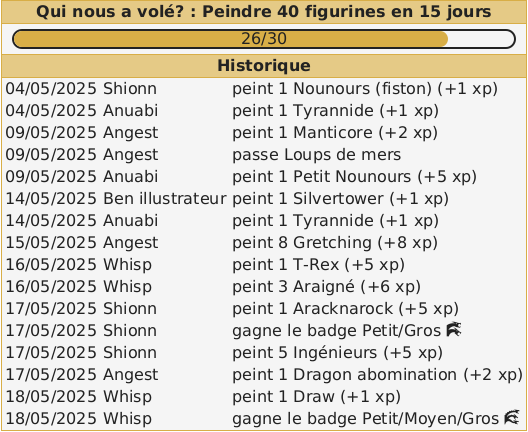 Qui nous a volé? : Peindre 40 figurines en 15 jours
26/30
Historique
04/05/2025 Shionn peint 1 Nounours (fiston) (+1 xp)
04/05/2025 Anuabi peint 1 Tyrannide (+1 xp)
09/05/2025 Angest peint 1 Manticore (+2 xp)
09/05/2025 Angest passe Loups de mers
09/05/2025 Anuabi peint 1 Petit Nounours (+5 xp)
14/05/2025 Ben illustrateur peint 1 Silvertower (+1 xp)
14/05/2025 Anuabi peint 1 Tyrannide (+1 xp)
15/05/2025 Angest peint 8 Gretching (+8 xp)
16/05/2025 Whisp peint 1 T-Rex (+5 xp)
16/05/2025 Whisp peint 3 Araigné (+6 xp)
17/05/2025 Shionn peint 1 Aracknarock (+5 xp)
17/05/2025 Shionn gagne le badge Petit/Gros
17/05/2025 Shionn peint 5 Ingénieurs (+5 xp)
17/05/2025 Angest peint 1 Dragon abomination (+2 xp)
18/05/2025 Whisp peint 1 Draw (+1 xp)
18/05/2025 Whisp gagne le badge Petit/Moyen/Gros